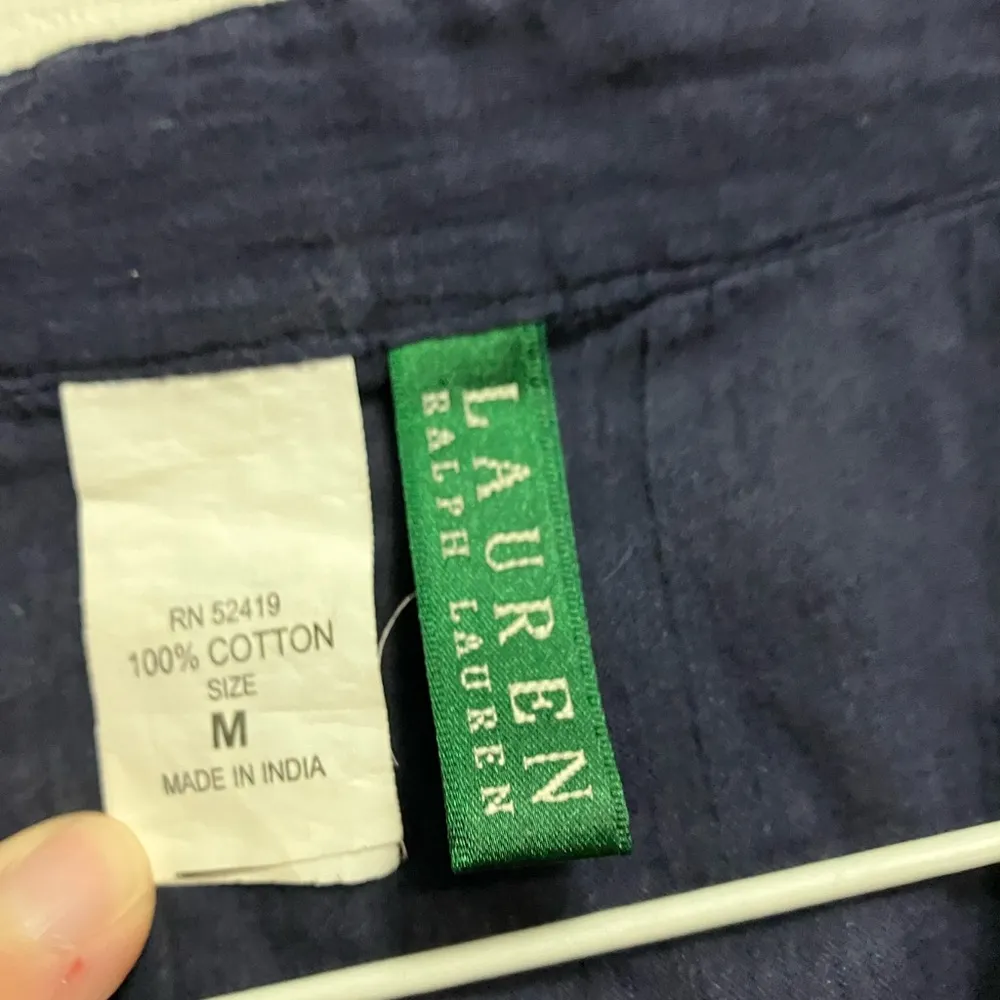 RN 52419
100% COTTON
SIZE
M
MADE IN INDIA
LAUREN
RALPH LAUREN